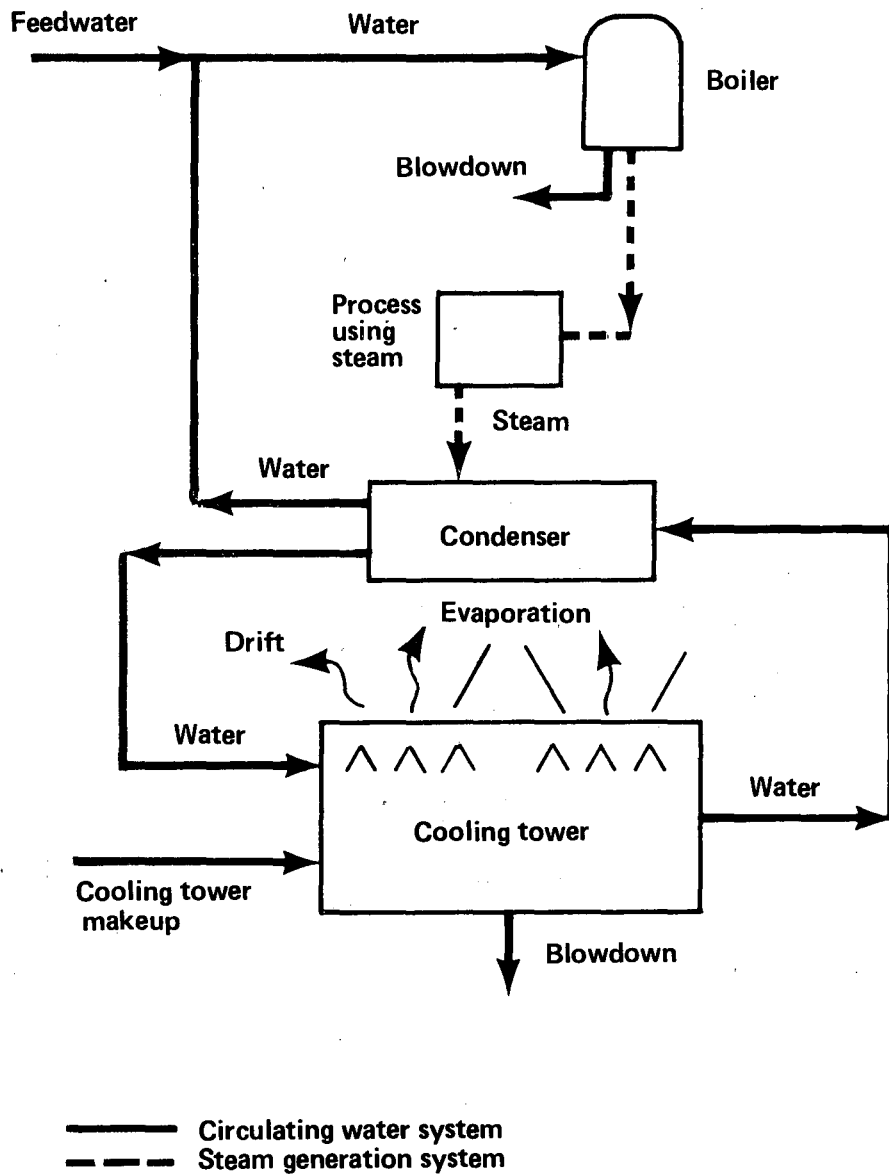 Feedwater
Water
Boiler
Blowdown
Process
using
steam
Steam
Water
Condenser
Evaporation
Drift
Water
Water
Cooling tower
Cooling tower
makeup
Blowdown
Circulating water system
Steam generation system